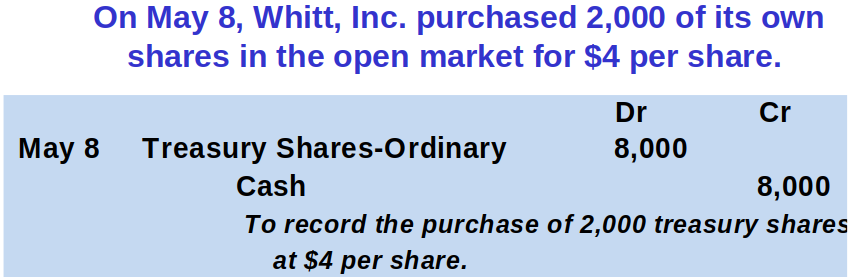 On May 8, Whitt, Inc. purchased 2,000 of its own
shares in the open market for $4 per share.
Dr Cr
May 8 Treasury Shares-Ordinary 8,000
Cash 8,000
To record the purchase of 2,000 treasury shares
at $4 per share.